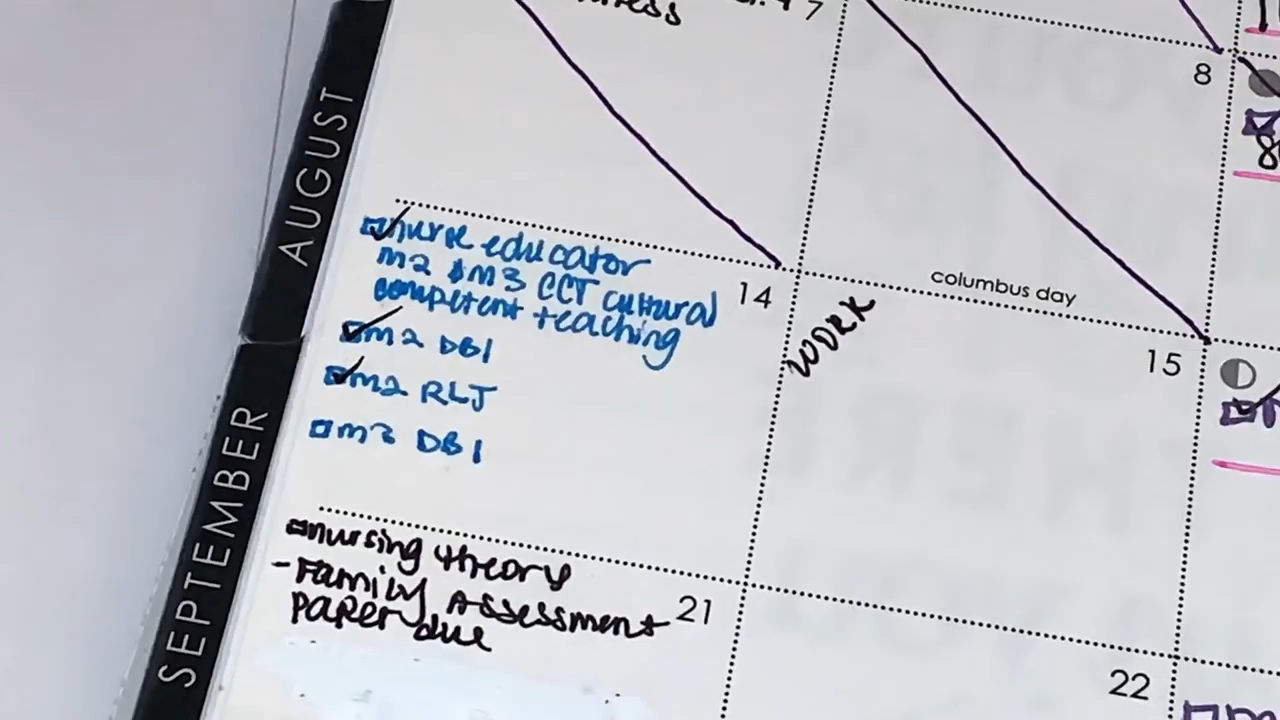 AUGUST
SEPTEMBER
7
8
14
nurse educator
m2 & m3 CCT cultural
competent teaching
m2 DB1
m2 RLJ
m3 DB1
columbus day
15
WORK
21
nursing theory
- Family Assessment
Paper due
22